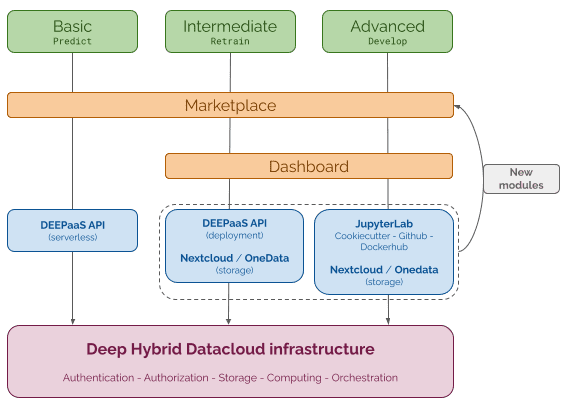 Basic
Predict
Intermediate
Retrain
Advanced
Develop
Marketplace
Dashboard
New
modules
DEEPaaS API
(serverless)
DEEPaaS API
(deployment)
Nextcloud / OneData
(storage)
JupyterLab
Cookiecutter - Github -
Dockerhub
Nextcloud / Onedata
(storage)
Deep Hybrid Datacloud infrastructure
Authentication - Authorization - Storage - Computing - Orchestration